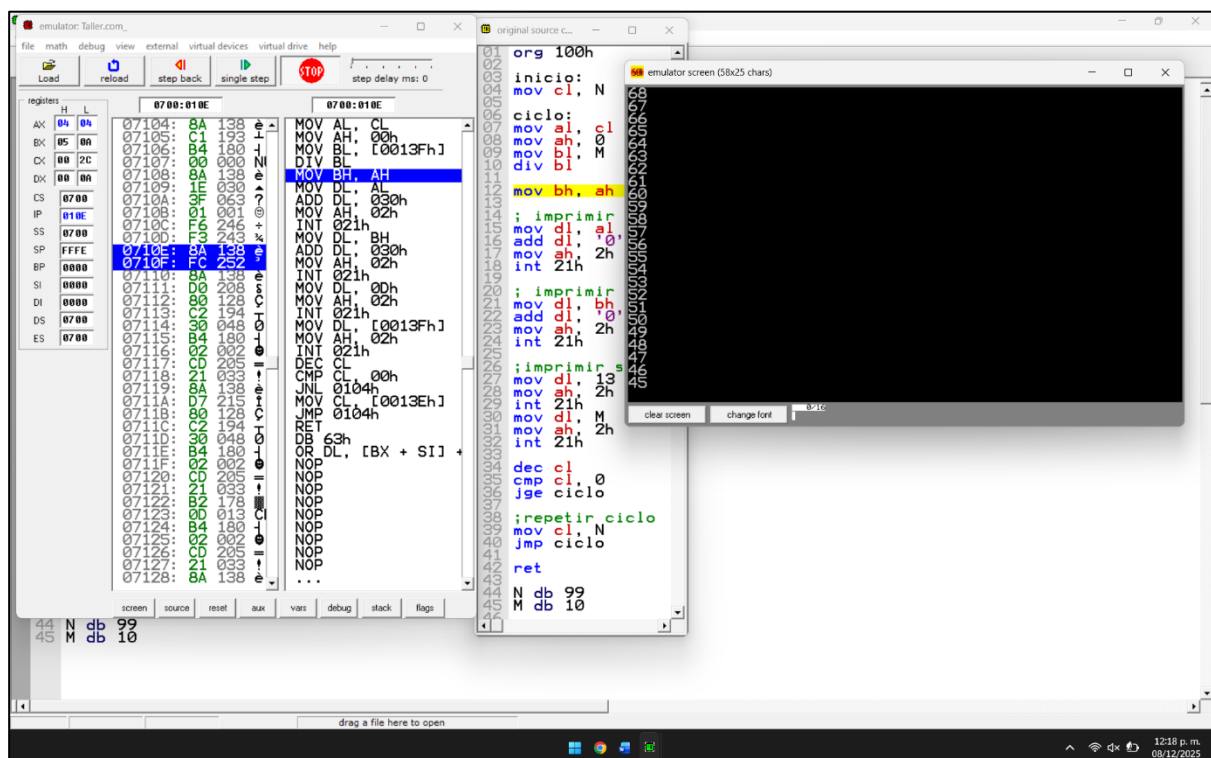 emulator: Taller.com_
file math debug view external virtual devices virtual drive help
Load reload step back single step STOP step delay ms: 0
registers
H L
0700:010E 0700:010E
AX 04 04
BX 05 0A
CX 00 2C
DX 00 0A
CS 0700
IP 010E
SS 0700
SP FFFE
BP 0000
SI 0000
DI 0000
DS 0700
ES 0700
07104: 8A 138 è
07105: C1 193 ┴
07106: B4 180 ┤
07107: 00 000 NU
07108: 8A 138 è
07109: 1E 030 ▲
0710A: 3F 063 ?
0710B: 01 001 ☺
0710C: F6 246 ÷
0710D: F3 243 ¾
0710E: 8A 138 è
0710F: FC 252 ³
07110: 8A 138 è
07111: D0 208
07112: 80 128 Ç
07113: C2 194 ┬
07114: 30 048 0
07115: B4 180 ┤
07116: 02 002 ☻
07117: CD 205 ═
07118: 21 033 !
07119: 8A 138 è
0711A: D7 215 Î
0711B: 80 128 Ç
0711C: C2 194 ┬
0711D: 30 048 0
0711E: B4 180 ┤
0711F: 02 002 ☻
07120: CD 205 ═
07121: 21 033 !
07122: B2 178 ▓
07123: 0D 013 CR
07124: B4 180 ┤
07125: 02 002 ☻
07126: CD 205 ═
07127: 21 033 !
07128: 8A 138 è
MOV AL, CL
MOV AH, 00h
MOV BL, [0013Fh]
DIV BL
MOV BH, AH
MOV DL, AL
ADD DL, 030h
MOV AH, 02h
INT 021h
MOV DL, BH
ADD DL, 030h
MOV AH, 02h
INT 021h
MOV DL, 0Dh
MOV AH, 02h
INT 021h
MOV DL, [0013Fh]
MOV AH, 02h
INT 021h
DEC CL
CMP CL, 00h
JNL 0104h
MOV CL, [0013Eh]
JMP 0104h
RET
DB 63h
OR DL, [BX + SI] +
NOP
NOP
NOP
NOP
NOP
NOP
NOP
NOP
NOP
...
screen source reset aux vars debug stack flags
original source c...
01 org 100h
02
03 inicio:
04 mov cl, N
05
06 ciclo:
07 mov al, cl
08 mov ah, 0
09 mov bl, M
10 div bl
11
12 mov bh, ah
13
14 ; imprimir
15 mov dl, al
16 add dl, '0'
17 mov ah, 2h
18 int 21h
19
20 ; imprimir
21 mov dl, bh
22 add dl, '0'
23 mov ah, 2h
24 int 21h
25
26 ;imprimir s
27 mov dl, 13
28 mov ah, 2h
29 int 21h
30 mov dl, M
31 mov ah, 2h
32 int 21h
33
34 dec cl
35 cmp cl, 0
36 jge ciclo
37
38 ;repetir ciclo
39 mov cl, N
40 jmp ciclo
41
42 ret
43
44 N db 99
45 M db 10
46
emulator screen (58x25 chars)
68
67
66
65
64
63
62
61
60
59
58
57
56
55
54
53
52
51
50
49
48
47
46
45
clear screen change font 0/16
44 N db 99
45 M db 10
drag a file here to open
12:18 p. m.
08/12/2025